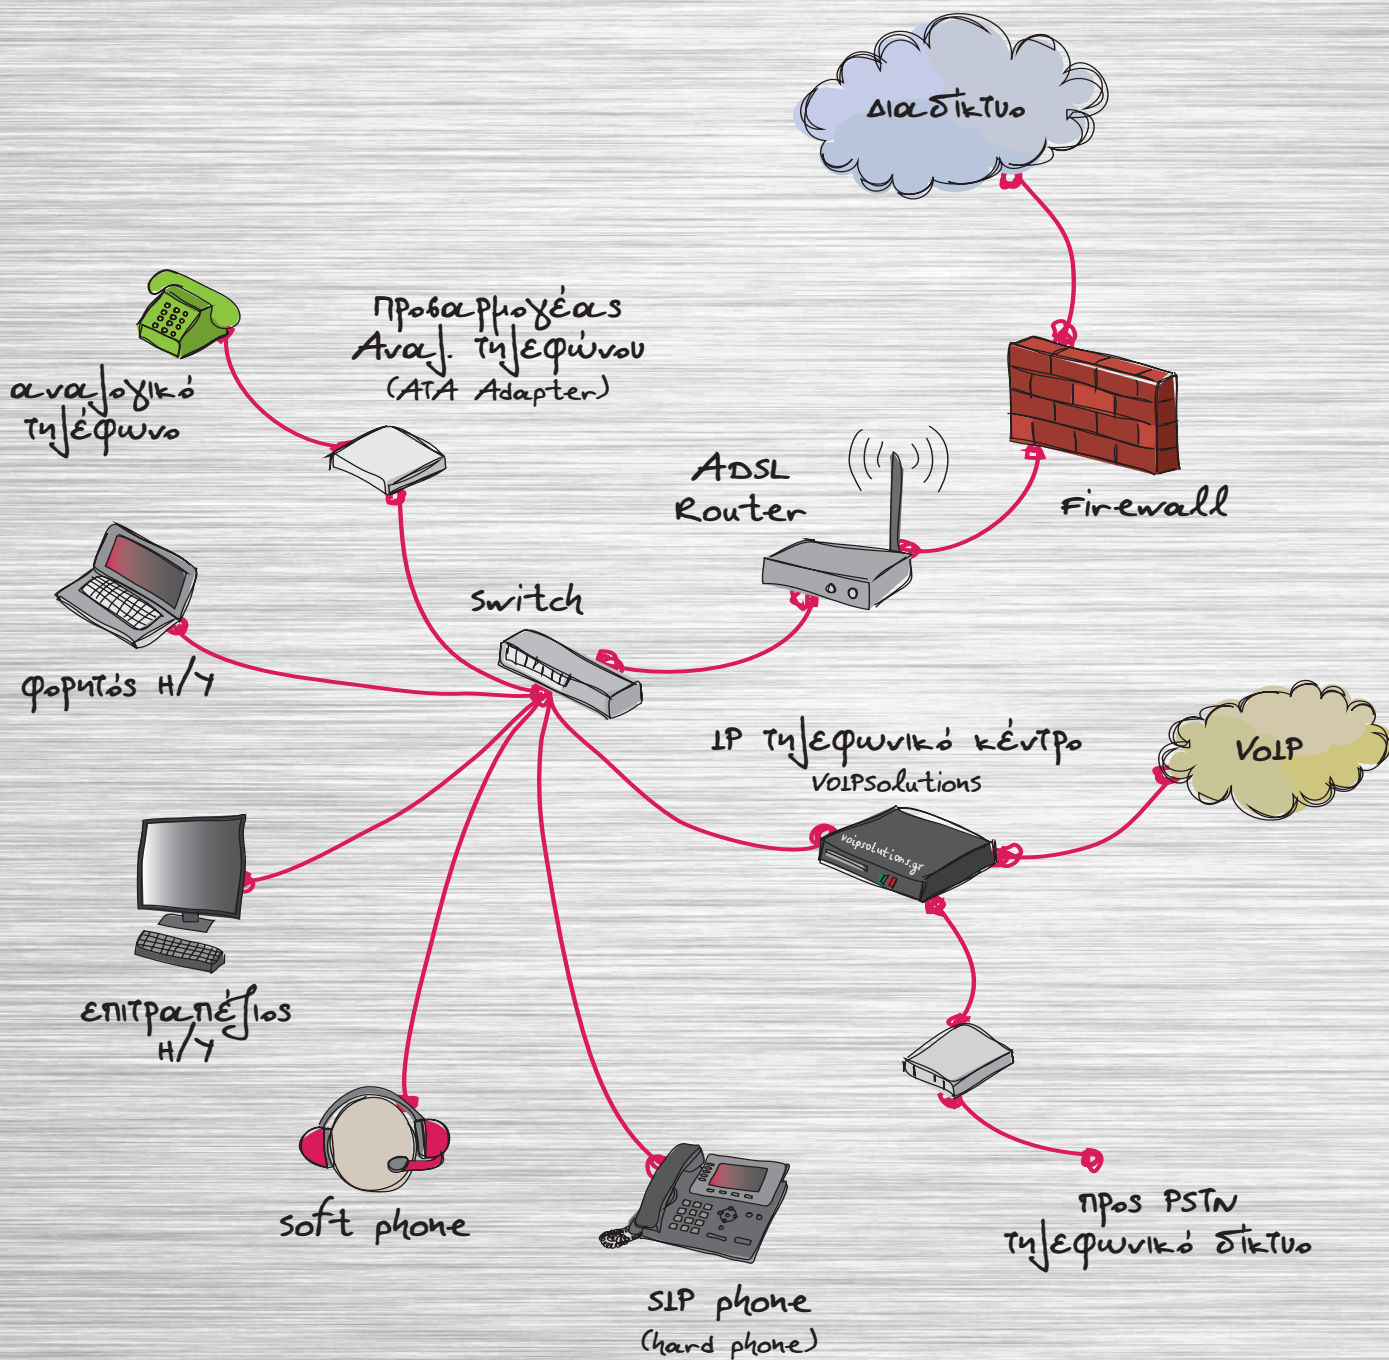 Διαδίκτυο
Προσαρμογέας
Αναλ. τηλεφώνου
(ATA Adapter)
αναλογικό
τηλέφωνο
ADSL
Router
Firewall
switch
φορητός Η/Υ
IP τηλεφωνικό κέντρο
VOIPSolutions
VoIP
voipsolutions.gr
επιτραπέζιος
Η/Υ
soft phone
προς PSTN
τηλεφωνικό δίκτυο
SIP phone
(hard phone)